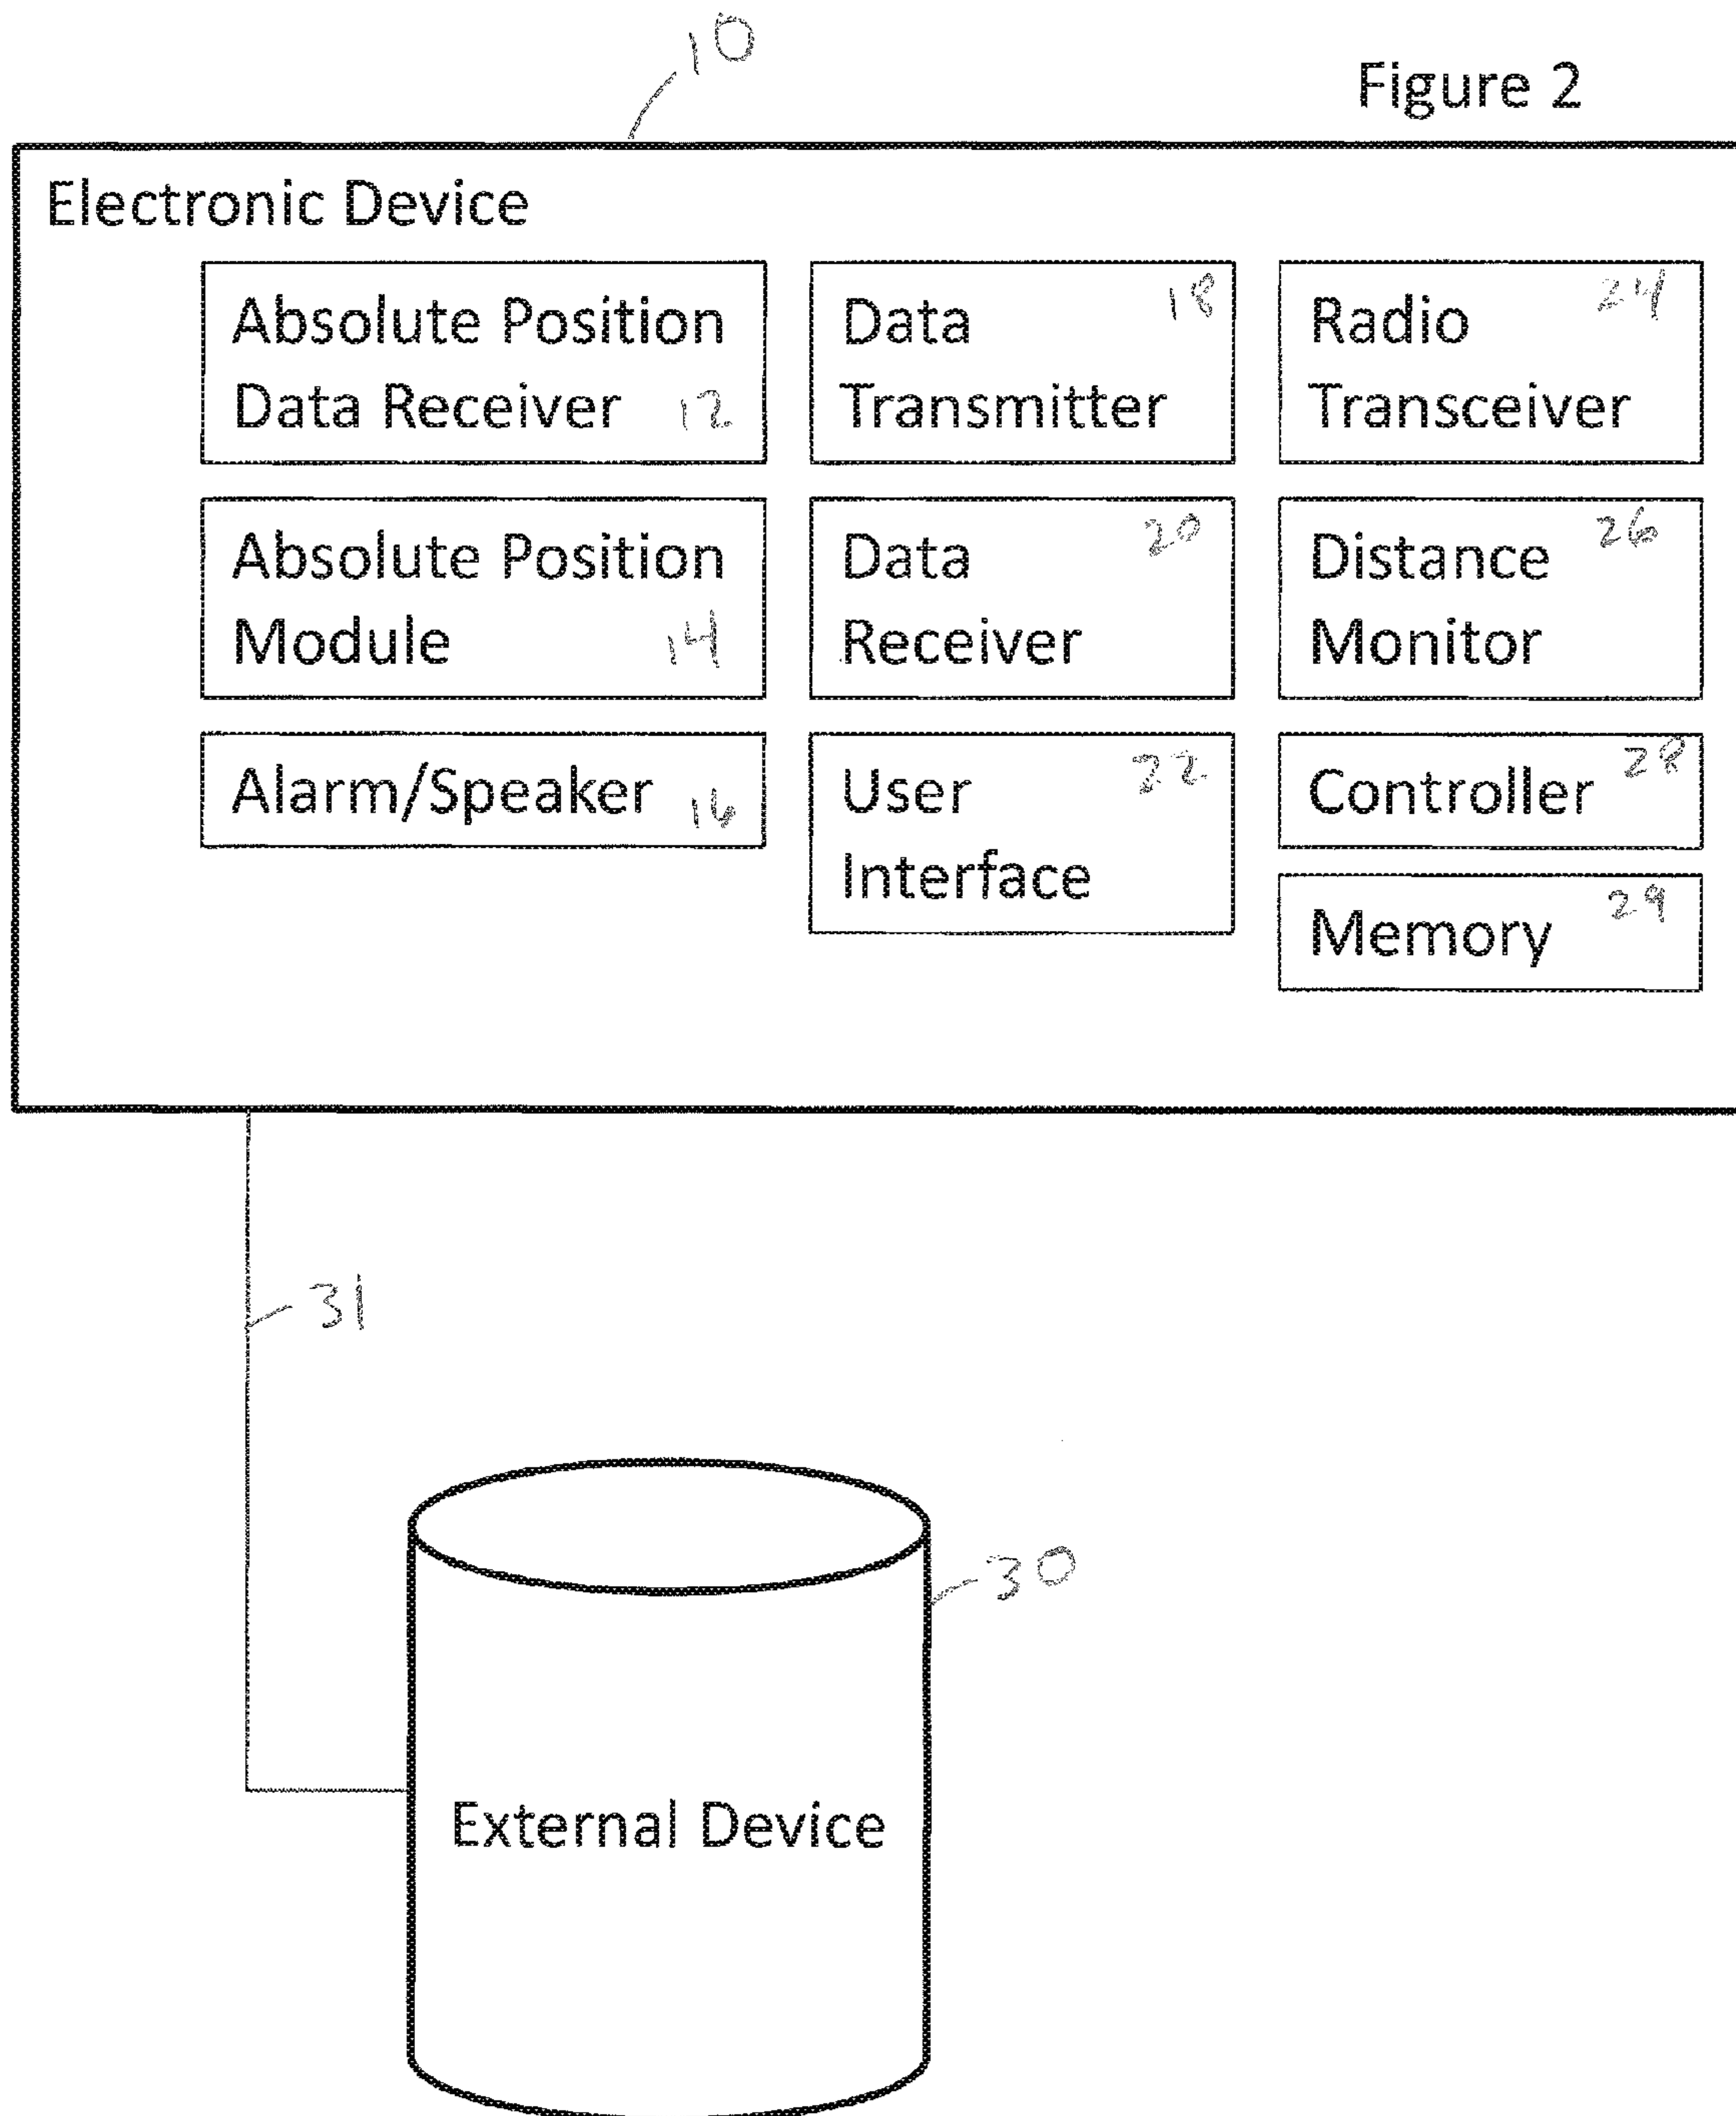 10
Figure 2
Electronic Device
Absolute Position
Data Receiver 12
Data 18
Transmitter
Radio 24
Transceiver
Absolute Position
Module 14
Data 20
Receiver
Distance 26
Monitor
Alarm/Speaker 16
User 22
Interface
Controller 28
Memory 29
31
30
External Device